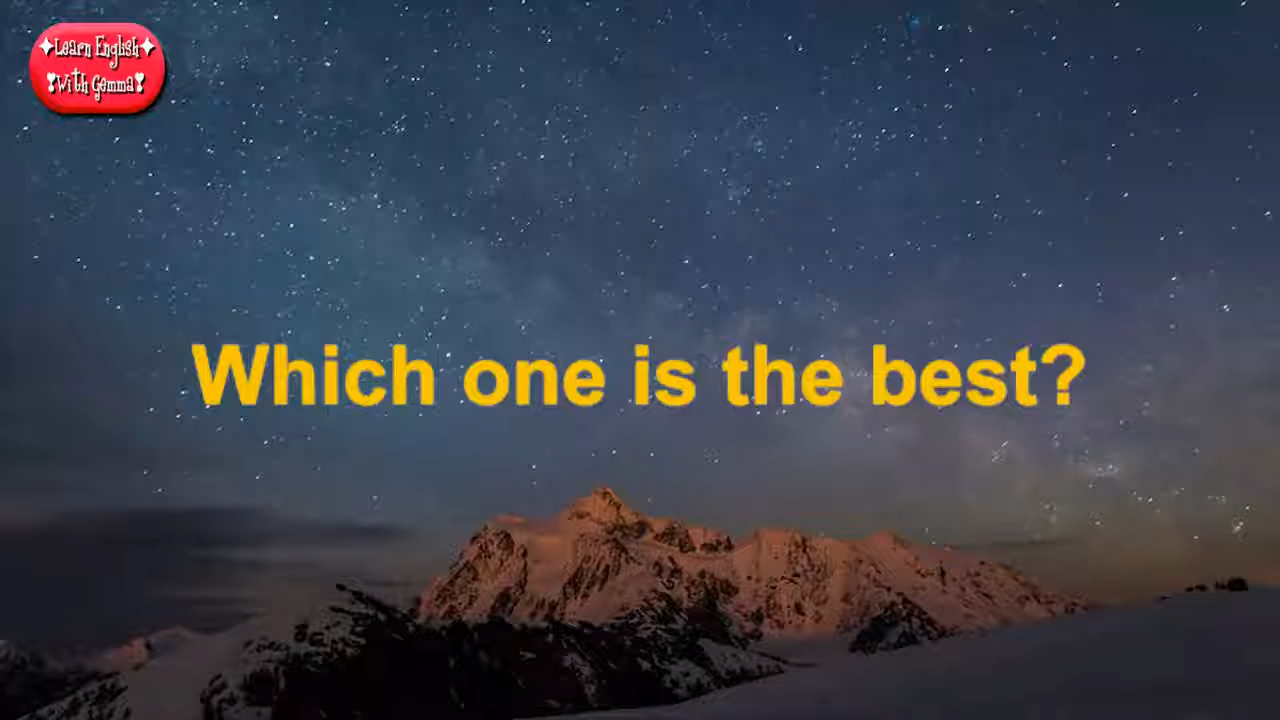 ✦Learn English✦
❣With Gemma❣
Which one is the best?